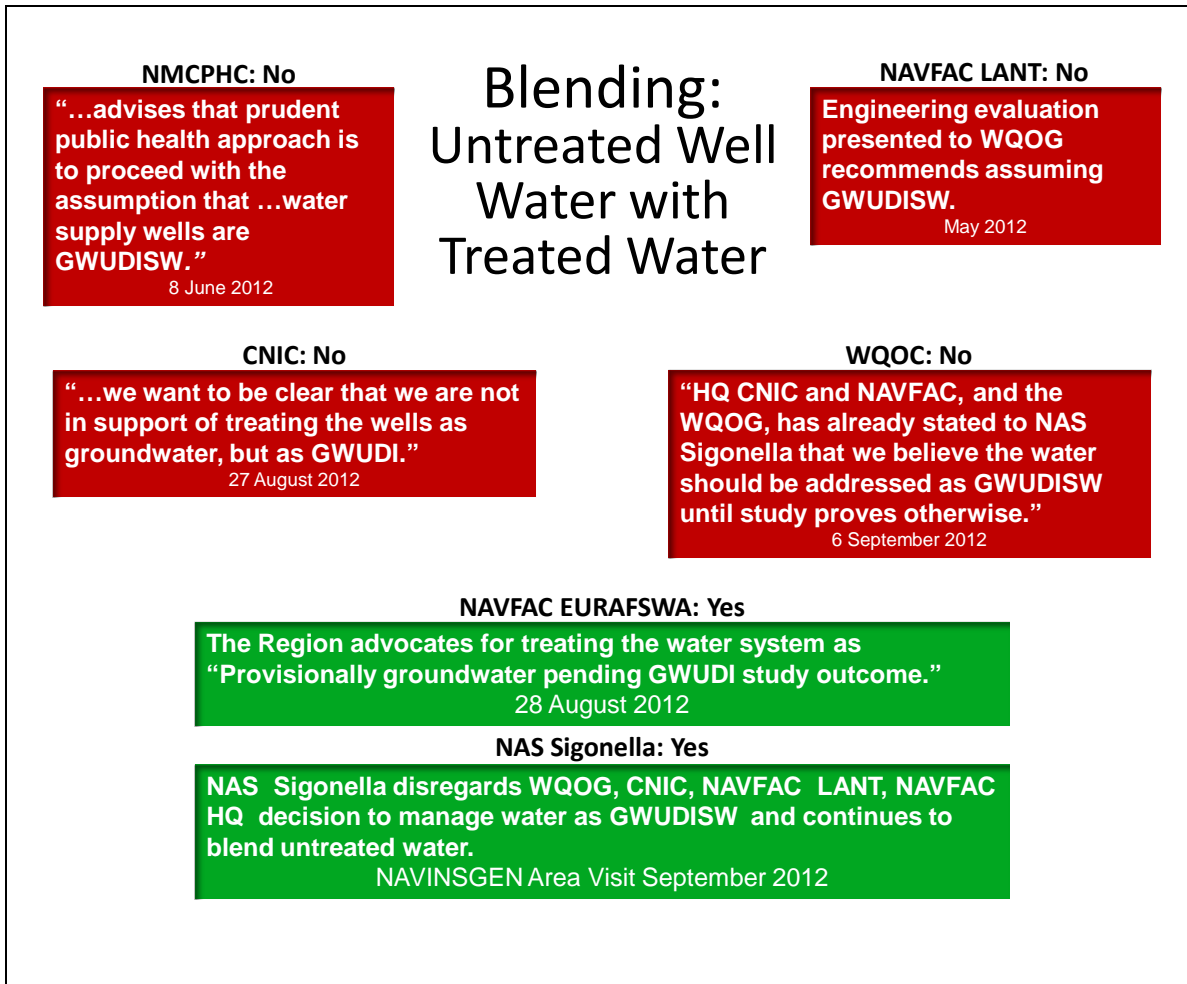 NMCPHC: No
“…advises that prudent
public health approach is
to proceed with the
assumption that …water
supply wells are
GWUDISW.”
8 June 2012
Blending:
Untreated Well
Water with
Treated Water
NAVFAC LANT: No
Engineering evaluation
presented to WQOG
recommends assuming
GWUDISW.
May 2012
CNIC: No
“…we want to be clear that we are not
in support of treating the wells as
groundwater, but as GWUDI.”
27 August 2012
WQOC: No
“HQ CNIC and NAVFAC, and the
WQOG, has already stated to NAS
Sigonella that we believe the water
should be addressed as GWUDISW
until study proves otherwise.”
6 September 2012
NAVFAC EURAFSWA: Yes
The Region advocates for treating the water system as
“Provisionally groundwater pending GWUDI study outcome.”
28 August 2012
NAS Sigonella: Yes
NAS Sigonella disregards WQOG, CNIC, NAVFAC LANT, NAVFAC
HQ decision to manage water as GWUDISW and continues to
blend untreated water.
NAVINSGEN Area Visit September 2012